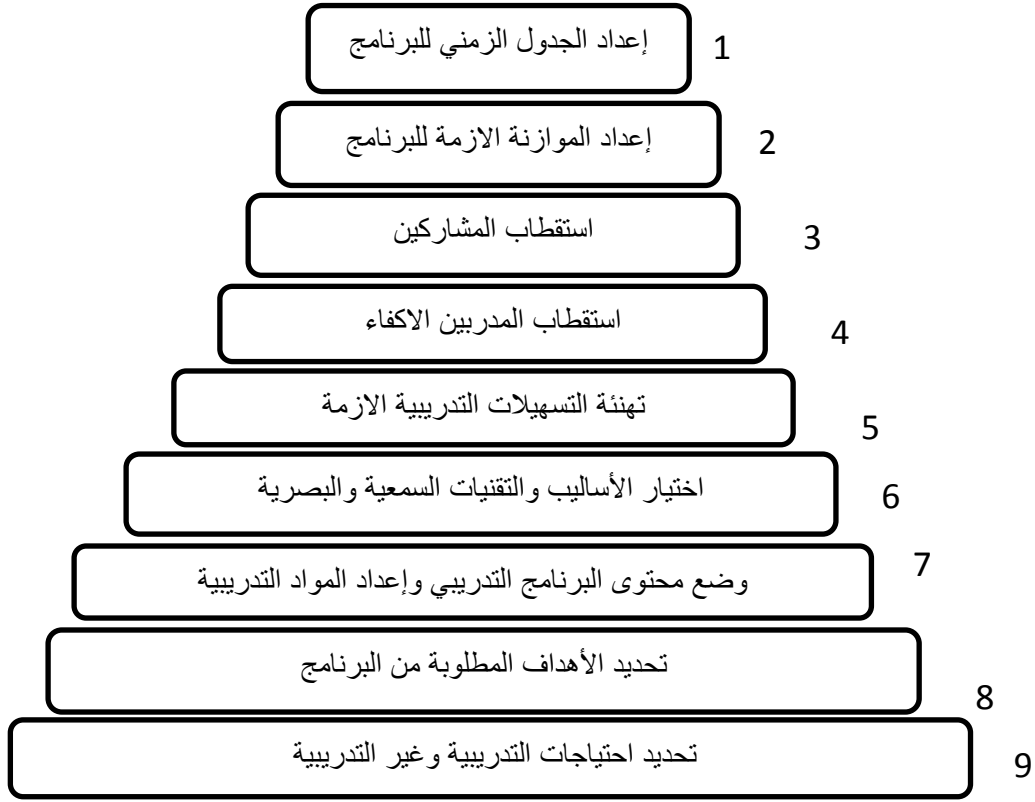 إعداد الجدول الزمني للبرنامج 1
إعداد الموازنة الازمة للبرنامج 2
استقطاب المشاركين 3
استقطاب المدربين الاكفاء 4
تهنئة التسهيلات التدريبية الازمة 5
اختيار الأساليب والتقنيات السمعية والبصرية 6
وضع محتوى البرنامج التدريبي وإعداد المواد التدريبية 7
تحديد الأهداف المطلوبة من البرنامج 8
تحديد احتياجات التدريبية وغير التدريبية 9